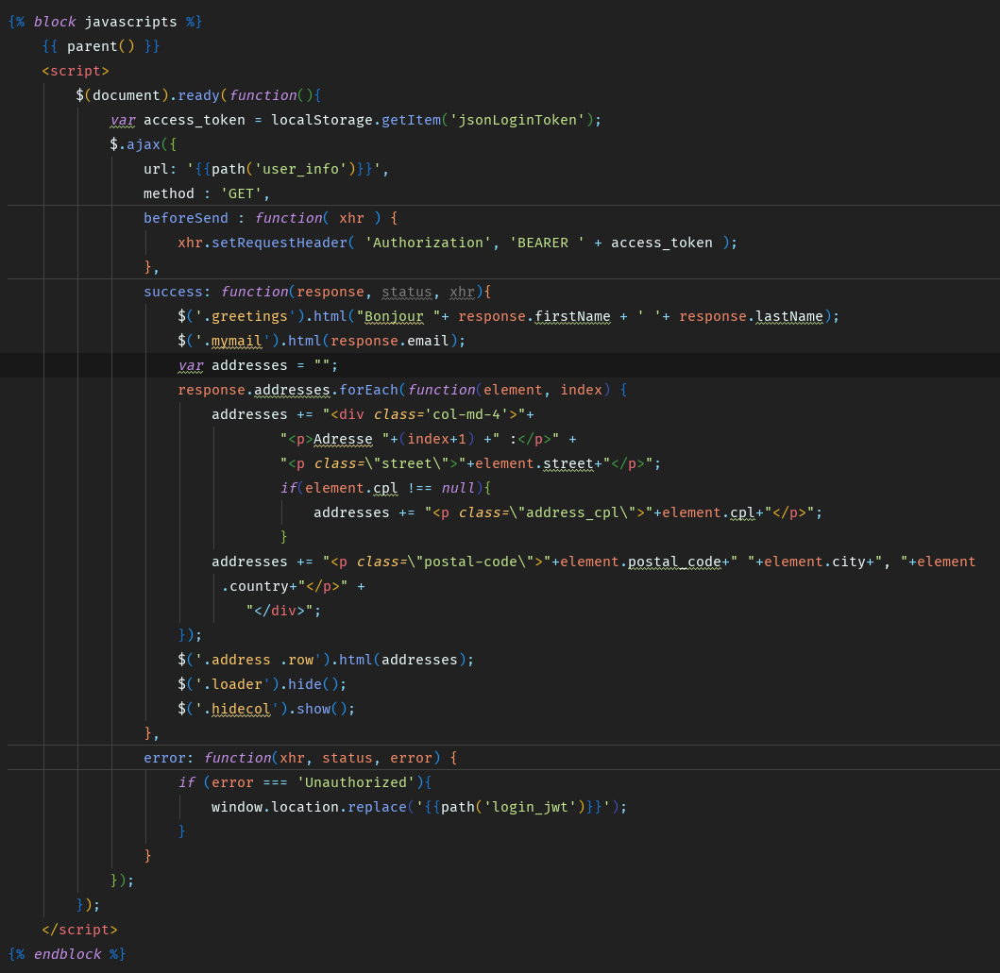 {% block javascripts %}
    {{ parent() }}
    <script>
        $(document).ready(function(){
            var access_token = localStorage.getItem('jsonLoginToken');
            $.ajax({
                url: '{{path('user_info')}}',
                method : 'GET',
                beforeSend : function( xhr ) {
                    xhr.setRequestHeader( 'Authorization', 'BEARER ' + access_token );
                },
                success: function(response, status, xhr){
                    $('.greetings').html("Bonjour "+ response.firstName + ' '+ response.lastName);
                    $('.mymail').html(response.email);
                    var addresses = "";
                    response.addresses.forEach(function(element, index) {
                        addresses += "<div class='col-md-4'>"+
                                "<p>Adresse "+(index+1) +" :</p>" +
                                "<p class=\"street\">"+element.street+"</p>";
                                if(element.cpl !== null){
                                    addresses += "<p class=\"address_cpl\">"+element.cpl+"</p>";
                                }
                        addresses += "<p class=\"postal-code\">"+element.postal_code+" "+element.city+", "+element
                         .country+"</p>" +
                            "</div>";
                    });
                    $('.address .row').html(addresses);
                    $('.loader').hide();
                    $('.hidecol').show();
                },
                error: function(xhr, status, error) {
                    if (error === 'Unauthorized'){
                        window.location.replace('{{path('login_jwt')}}');
                    }
                }
            });
        });
    </script>
{% endblock %}